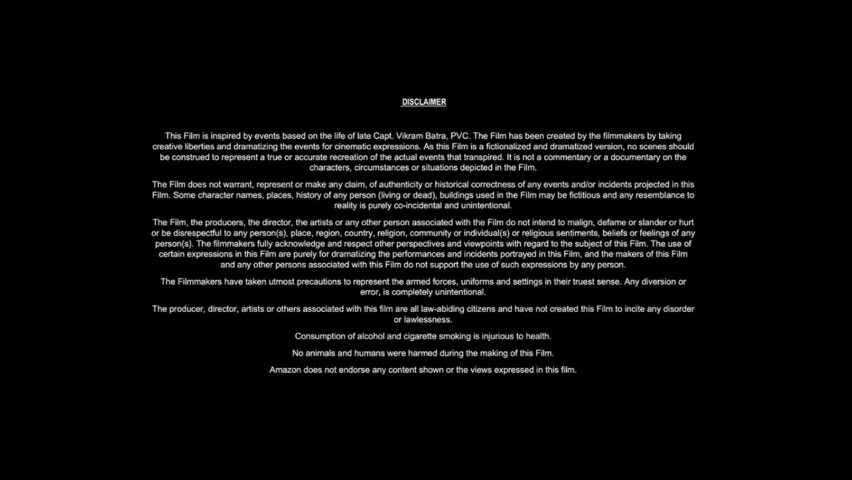 DISCLAIMER
This Film is inspired by events based on the life of late Capt. Vikram Batra, PVC. The Film has been created by the filmmakers by taking
creative liberties and dramatizing the events for cinematic expressions. As this Film is a fictionalized and dramatized version, no scenes should
be construed to represent a true or accurate recreation of the actual events that transpired. It is not a commentary or a documentary on the
characters, circumstances or situations depicted in the Film.
The Film does not warrant, represent or make any claim, of authenticity or historical correctness of any events and/or incidents projected in this
Film. Some character names, places, history of any person (living or dead), buildings used in the Film may be fictitious and any resemblance to
reality is purely co-incidental and unintentional.
The Film, the producers, the director, the artists or any other person associated with the Film do not intend to malign, defame or slander or hurt
or be disrespectful to any person(s), place, region, country, religion, community or individual(s) or religious sentiments, beliefs or feelings of any
person(s). The filmmakers fully acknowledge and respect other perspectives and viewpoints with regard to the subject of this Film. The use of
certain expressions in this Film are purely for dramatizing the performances and incidents portrayed in this Film, and the makers of this Film
and any other persons associated with this Film do not support the use of such expressions by any person.
The Filmmakers have taken utmost precautions to represent the armed forces, uniforms and settings in their truest sense. Any diversion or
error, is completely unintentional.
The producer, director, artists or others associated with this film are all law-abiding citizens and have not created this Film to incite any disorder
or lawlessness.
Consumption of alcohol and cigarette smoking is injurious to health.
No animals and humans were harmed during the making of this Film.
Amazon does not endorse any content shown or the views expressed in this film.